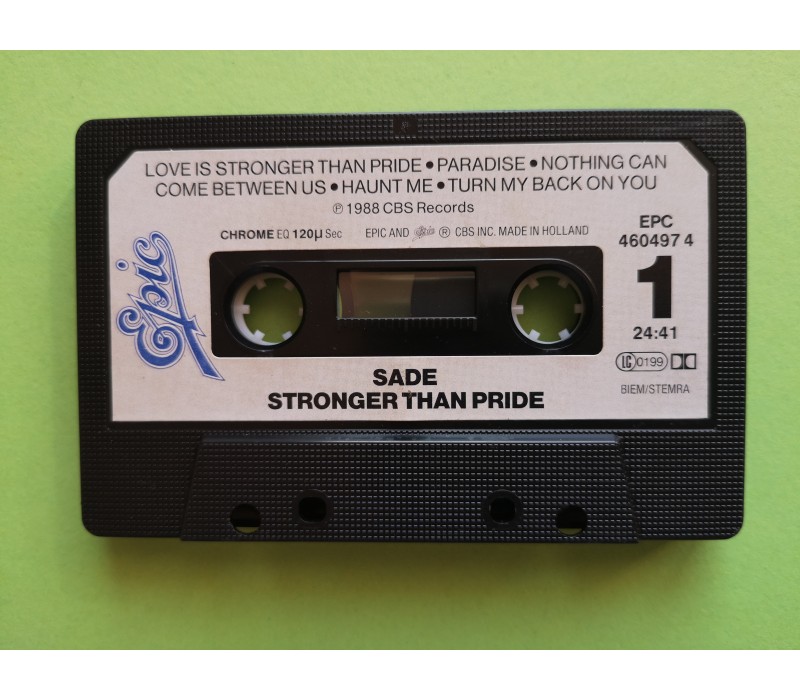 LOVE IS STRONGER THAN PRIDE • PARADISE • NOTHING CAN
COME BETWEEN US • HAUNT ME • TURN MY BACK ON YOU
℗ 1988 CBS Records
CHROME EQ 120µ Sec EPIC AND Epic ® CBS INC. MADE IN HOLLAND
EPC
460497 4
Epic
1
24:41
LC 0199
BIEM/STEMRA
SADE
STRONGER THAN PRIDE